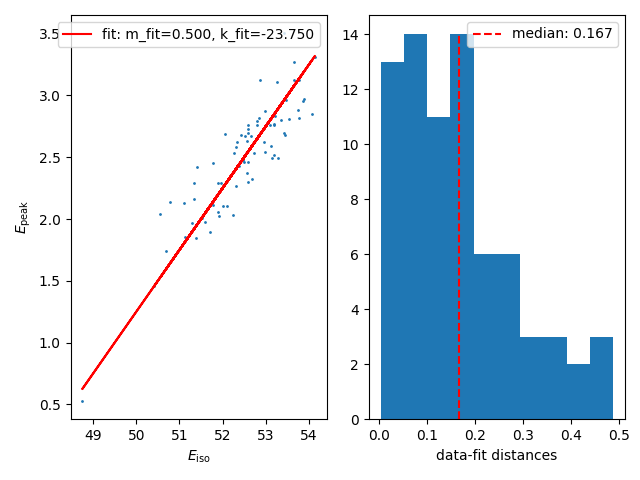 fit: m_fit=0.500, k_fit=-23.750
3.5
3.0
2.5
2.0
1.5
1.0
0.5
E_peak
49 50 51 52 53 54
E_iso
median: 0.167
14
12
10
8
6
4
2
0
0.0 0.1 0.2 0.3 0.4 0.5
data-fit distances